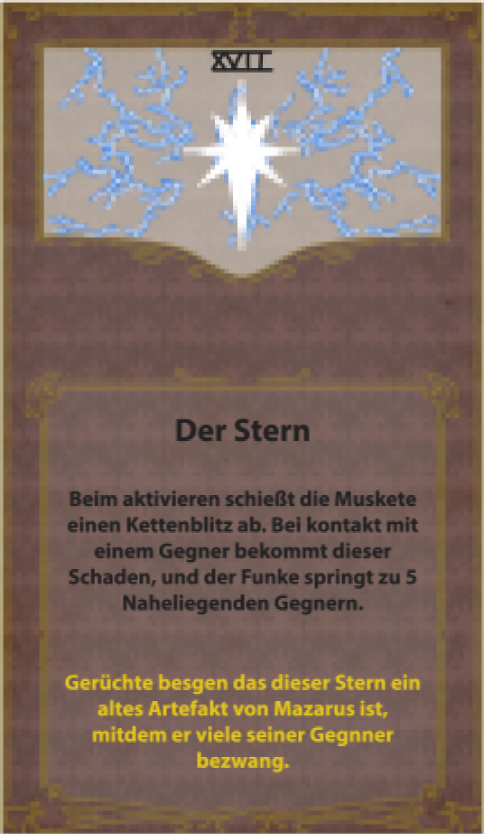 XVII
Der Stern
Beim aktivieren schießt die Muskete
einen Kettenblitz ab. Bei kontakt mit
einem Gegner bekommt dieser
Schaden, und der Funke springt zu 5
Naheliegenden Gegnern.
Gerüchte besgen das dieser Stern ein
altes Artefakt von Mazarus ist,
mitdem er viele seiner Gegnner
bezwang.